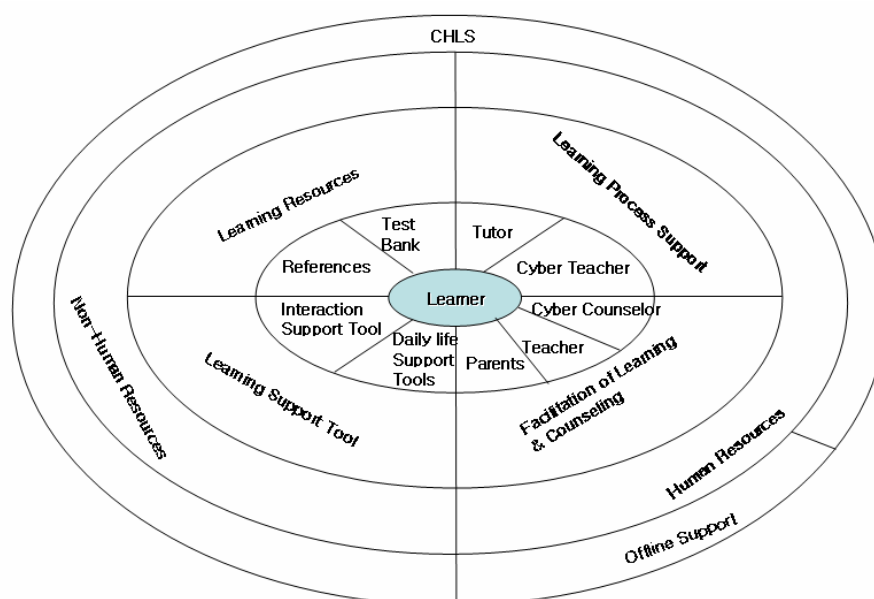 CHLS
Learning Resources
Learning Process Support
Test
Bank
Tutor
References
Cyber Teacher
Learner
Interaction
Support Tool
Cyber Counselor
Daily life
Support
Tools
Parents
Teacher
Non-Human Resources
Learning Support Tool
Facilitation of Learning
& Counseling
Human Resources
Offline Support